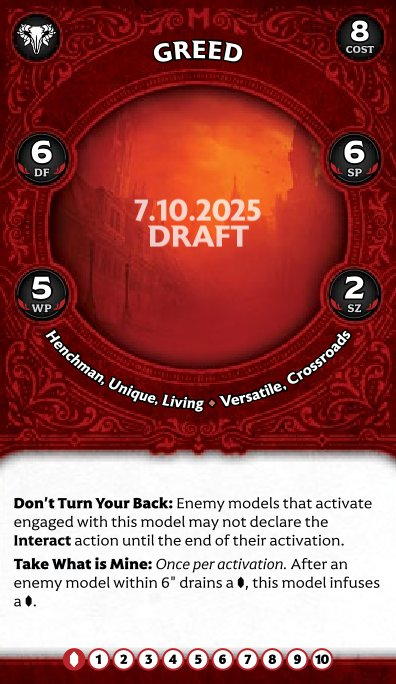 GREED
8
COST
6
DF
6
SP
7.10.2025
DRAFT
5
WP
2
SZ
Henchman, Unique, Living • Versatile, Crossroads
Don't Turn Your Back: Enemy models that activate
engaged with this model may not declare the
Interact action until the end of their activation.
Take What is Mine: Once per activation. After an
enemy model within 6" drains a ⬮, this model infuses
a ⬮.
1 2 3 4 5 6 7 8 9 10